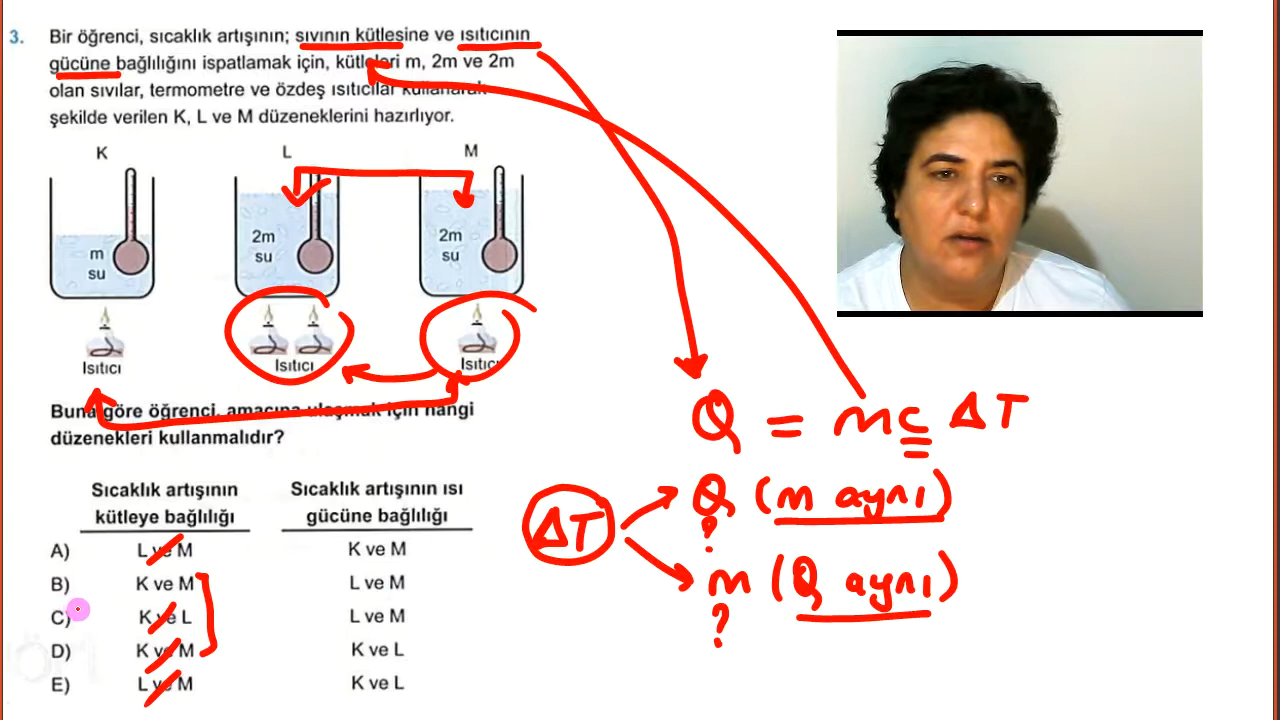 3. Bir öğrenci, sıcaklık artışının; sıvının kütlesine ve ısıtıcının
gücüne bağlılığını ispatlamak için, kütleleri m, 2m ve 2m
olan sıvılar, termometre ve özdeş ısıtıcılar kullanarak
şekilde verilen K, L ve M düzeneklerini hazırlıyor.
K L M
m
su
2m
su
2m
su
Isıtıcı
Isıtıcı
Isıtıcı
Buna göre öğrenci, amacına ulaşmak için hangi
düzenekleri kullanmalıdır?
Sıcaklık artışının
kütleye bağlılığı
Sıcaklık artışının ısı
gücüne bağlılığı
A) L ve M K ve M
B) K ve M L ve M
C) K ve L L ve M
D) K ve M K ve L
E) L ve M K ve L
Q = mc ΔT
ΔT
Q (m aynı)
?
m (Q aynı)
?